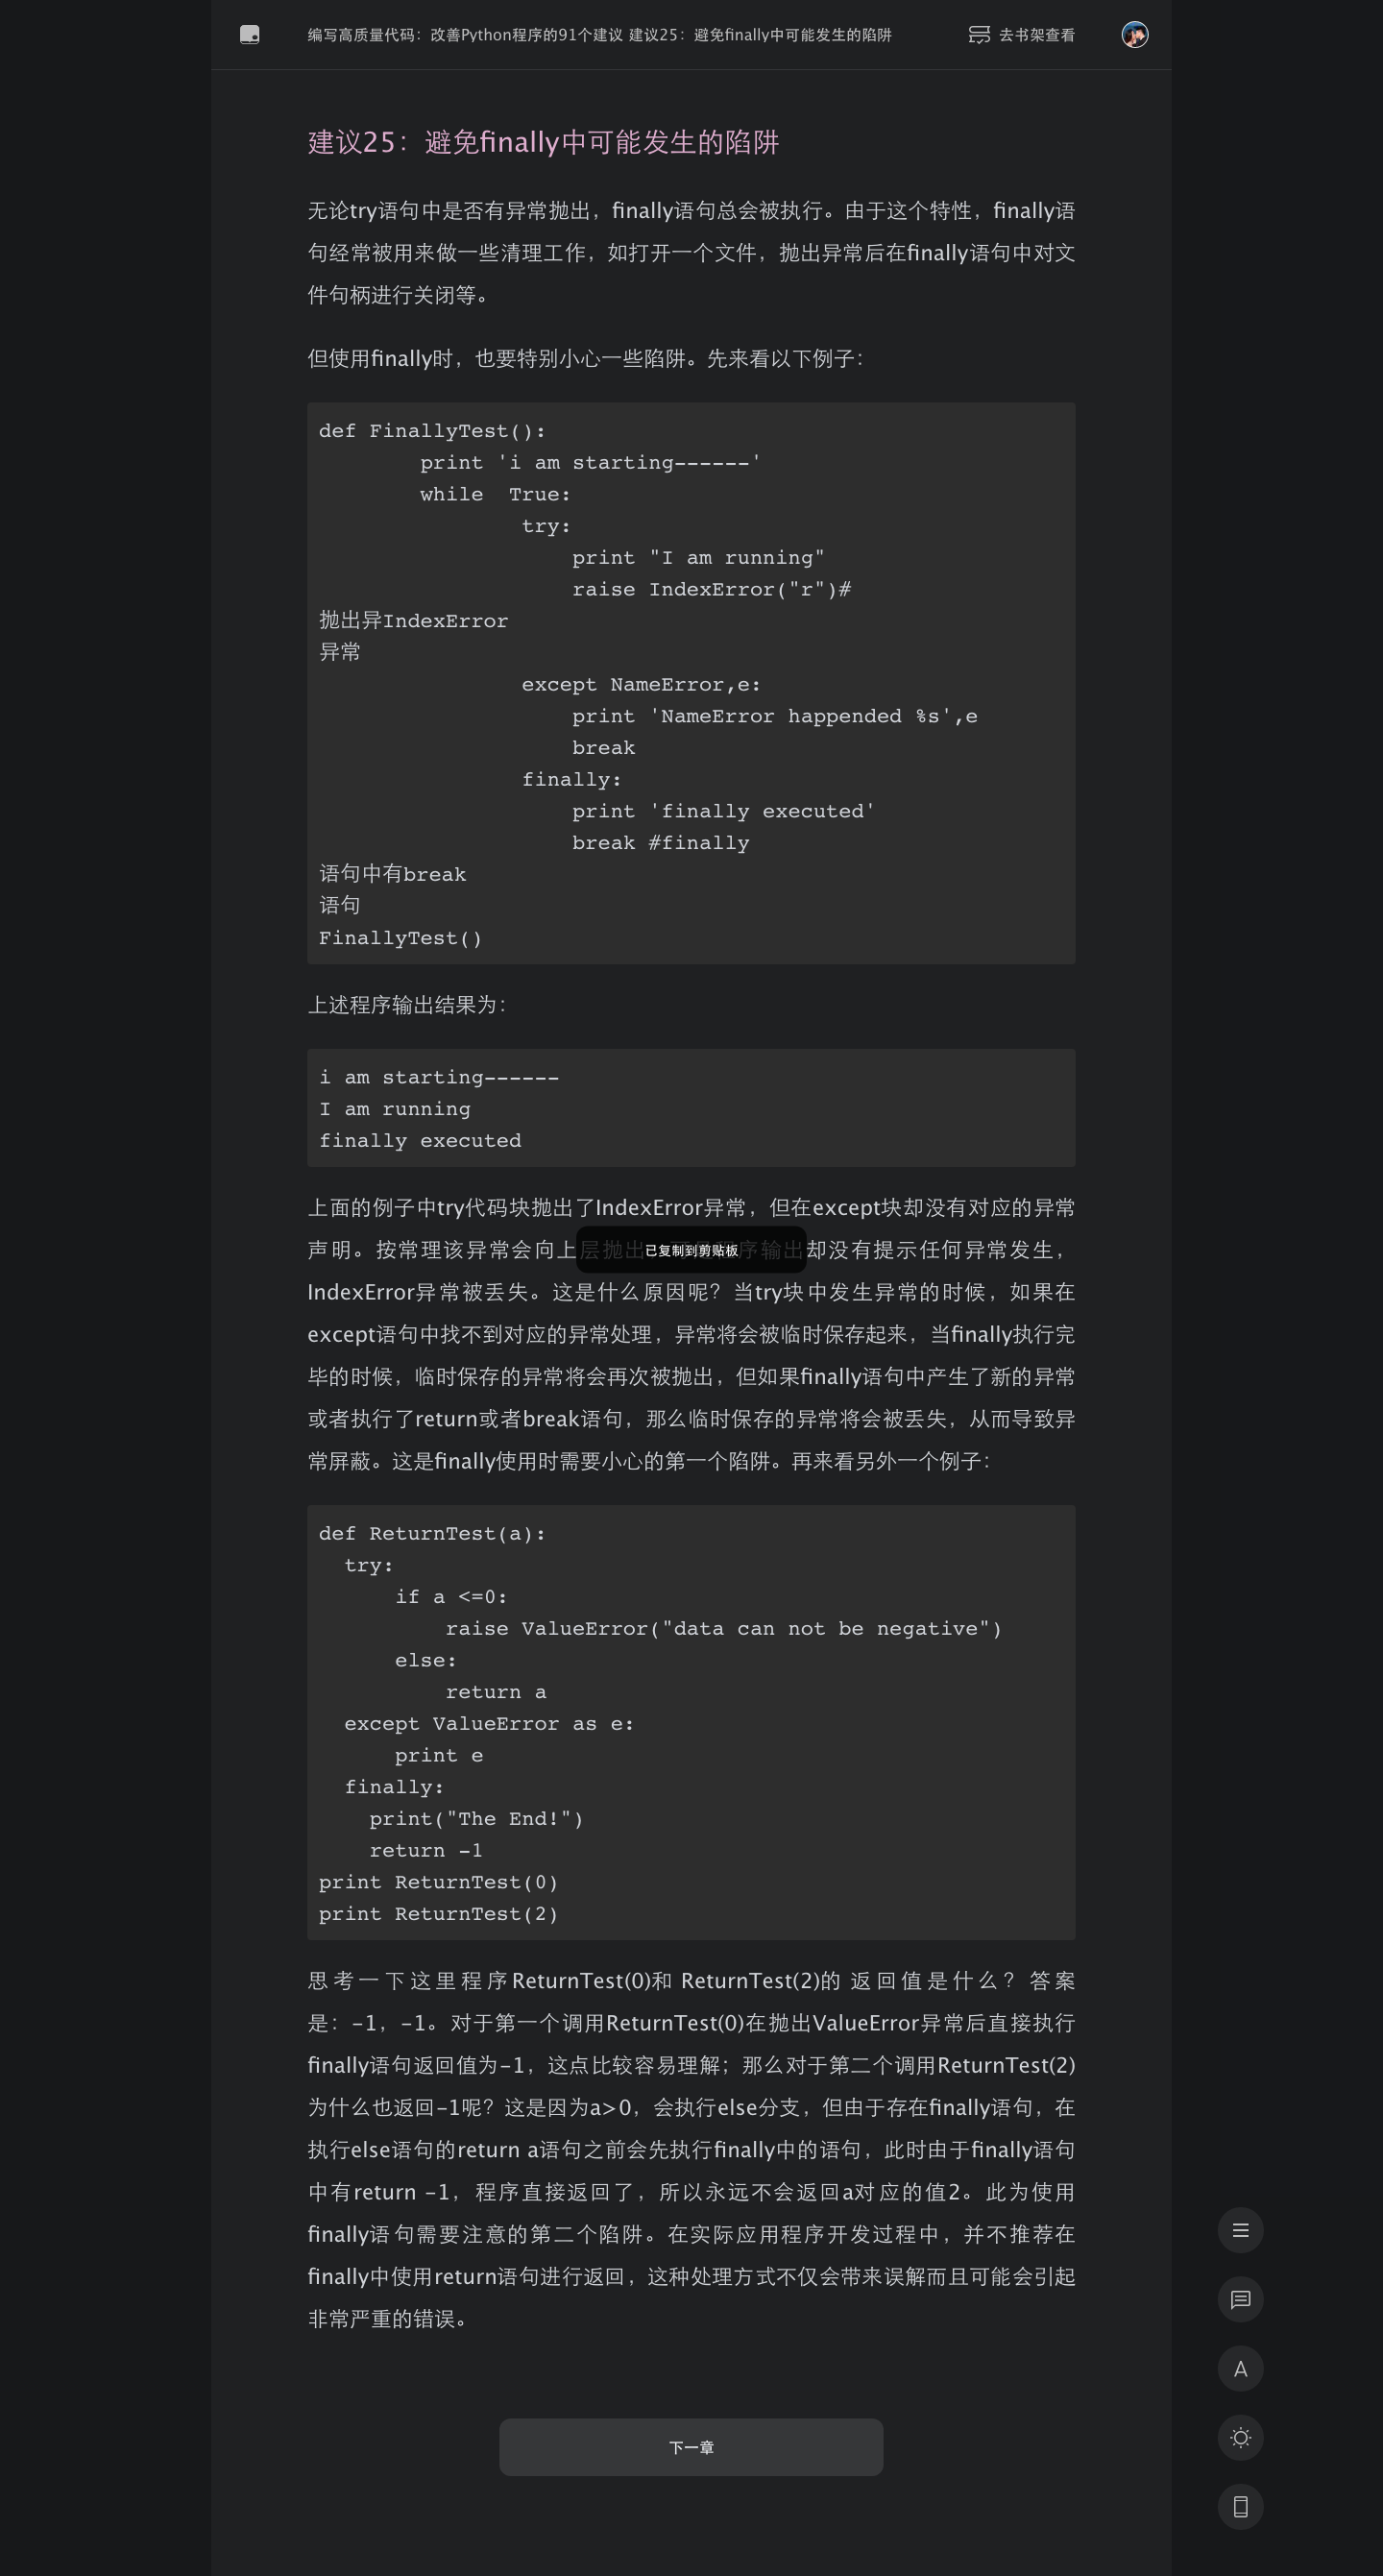 编写高质量代码：改善Python程序的91个建议 建议25：避免finally中可能发生的陷阱
去书架查看
建议25：避免finally中可能发生的陷阱
无论try语句中是否有异常抛出，finally语句总会被执行。由于这个特性，finally语
句经常被用来做一些清理工作，如打开一个文件，抛出异常后在finally语句中对文
件句柄进行关闭等。
但使用finally时，也要特别小心一些陷阱。先来看以下例子：
def FinallyTest():
        print 'i am starting------'
        while  True:
                try:
                    print "I am running"
                    raise IndexError("r")#
抛出异IndexError
异常
                except NameError,e:
                    print 'NameError happended %s',e
                    break
                finally:
                    print 'finally executed'
                    break #finally
语句中有break
语句
FinallyTest()
上述程序输出结果为：
i am starting------
I am running
finally executed
上面的例子中try代码块抛出了IndexError异常，但在except块却没有对应的异常
声明。按常理该异常会向上层抛出 程序输出却没有提示任何异常发生，
已复制到剪贴板
IndexError异常被丢失。这是什么原因呢？当try块中发生异常的时候，如果在
except语句中找不到对应的异常处理，异常将会被临时保存起来，当finally执行完
毕的时候，临时保存的异常将会再次被抛出，但如果finally语句中产生了新的异常
或者执行了return或者break语句，那么临时保存的异常将会被丢失，从而导致异
常屏蔽。这是finally使用时需要小心的第一个陷阱。再来看另外一个例子：
def ReturnTest(a):
  try:
      if a <=0:
          raise ValueError("data can not be negative")
      else:
          return a
  except ValueError as e:
      print e
  finally:
    print("The End!")
    return -1
print ReturnTest(0)
print ReturnTest(2)
思考一下这里程序ReturnTest(0)和 ReturnTest(2)的 返回值是什么？答案
是：-1，-1。对于第一个调用ReturnTest(0)在抛出ValueError异常后直接执行
finally语句返回值为-1，这点比较容易理解；那么对于第二个调用ReturnTest(2)
为什么也返回-1呢？这是因为a>0，会执行else分支，但由于存在finally语句，在
执行else语句的return a语句之前会先执行finally中的语句，此时由于finally语句
中有return -1，程序直接返回了，所以永远不会返回a对应的值2。此为使用
finally语句需要注意的第二个陷阱。在实际应用程序开发过程中，并不推荐在
finally中使用return语句进行返回，这种处理方式不仅会带来误解而且可能会引起
非常严重的错误。
下一章